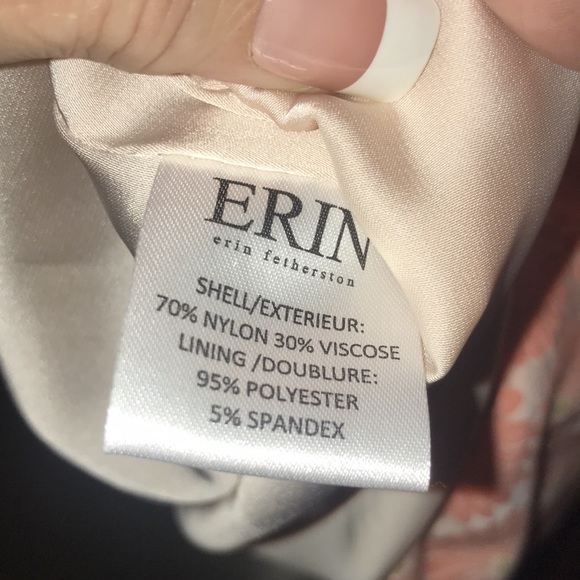 ERIN
erin fetherston
SHELL/EXTERIEUR:
70% NYLON 30% VISCOSE
LINING /DOUBLURE:
95% POLYESTER
5% SPANDEX